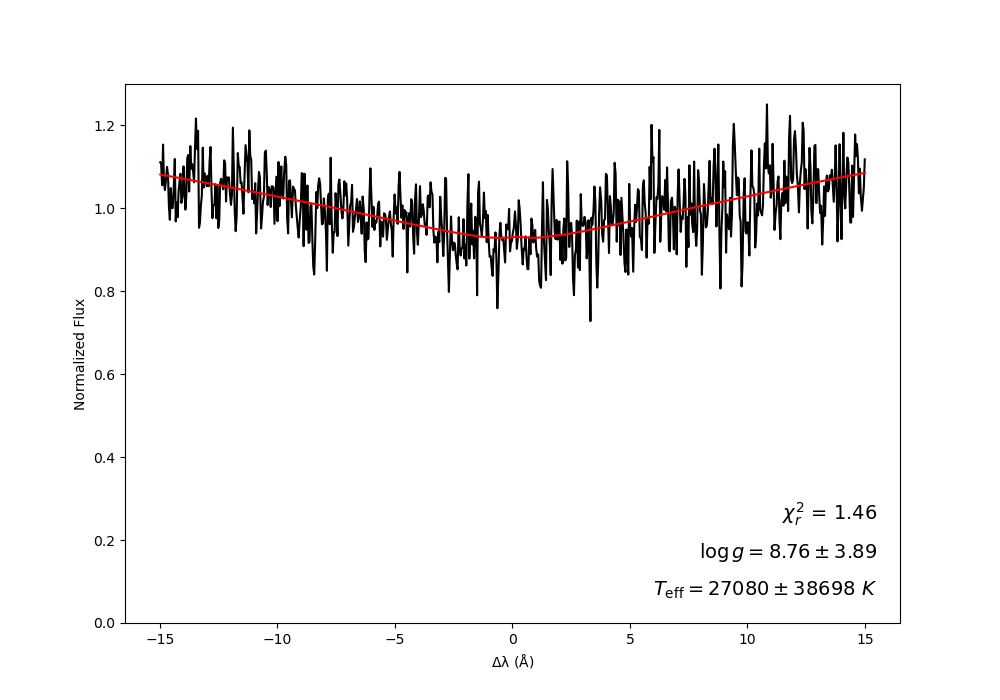 1.2
1.0
0.8
0.6
0.4
0.2
0.0
Normalized Flux
χ²ᵣ = 1.46
log g = 8.76 ± 3.89
T_eff = 27080 ± 38698 K
−15 −10 −5 0 5 10 15
Δλ (Å)